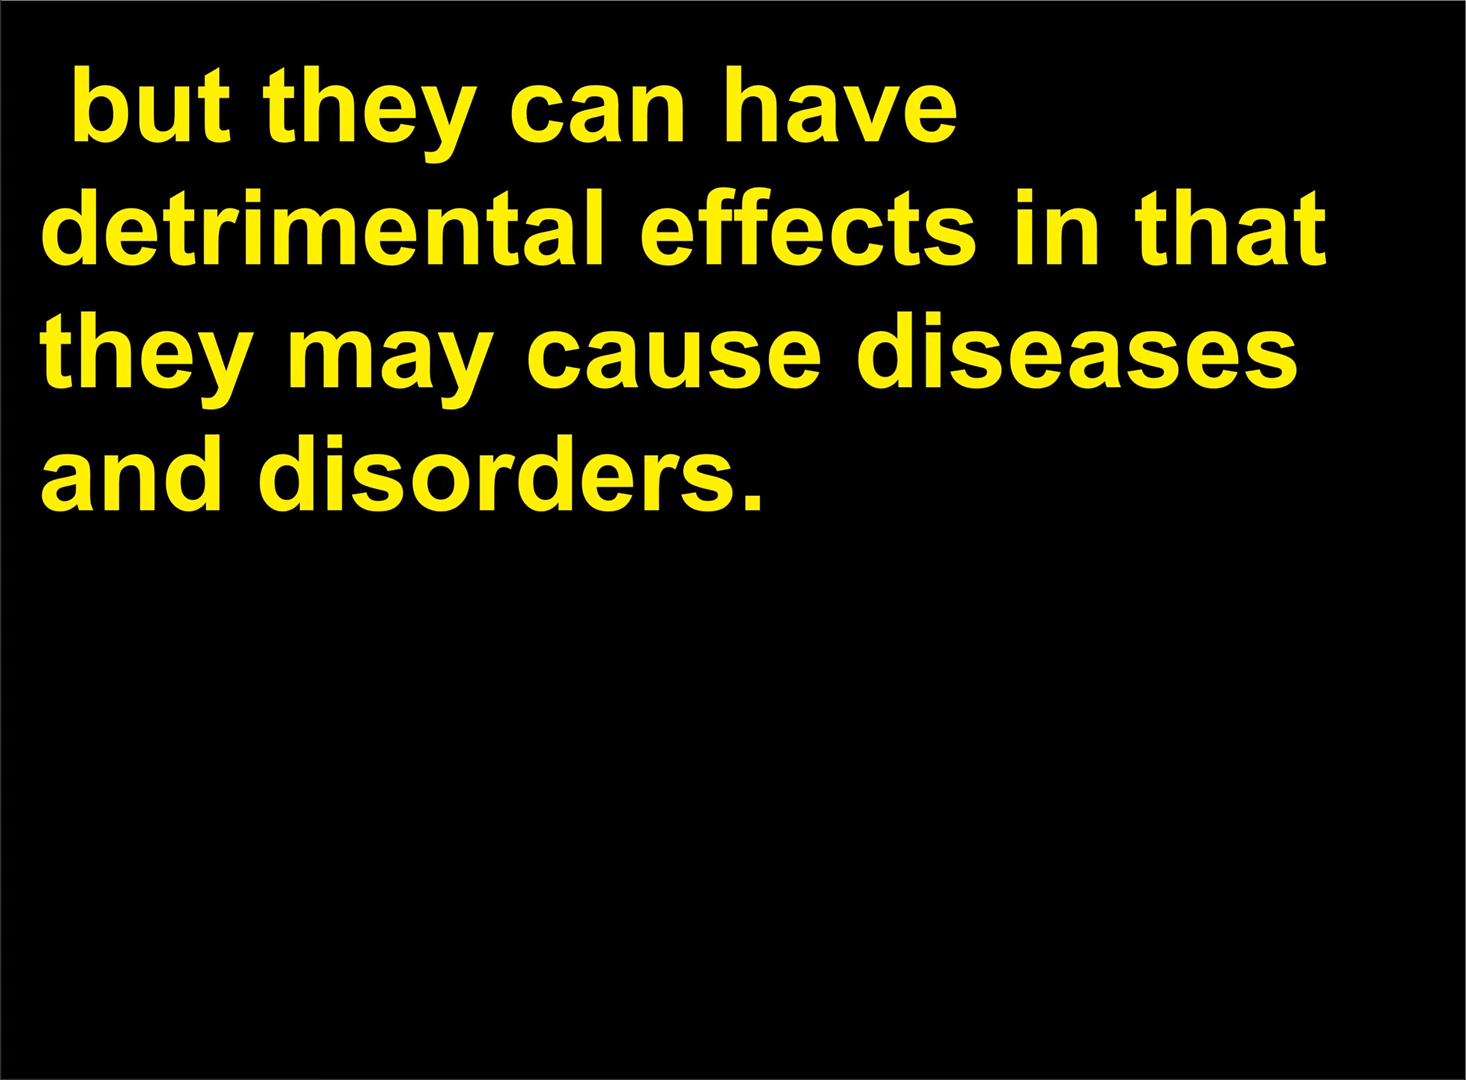 but they can have
detrimental effects in that
they may cause diseases
and disorders.